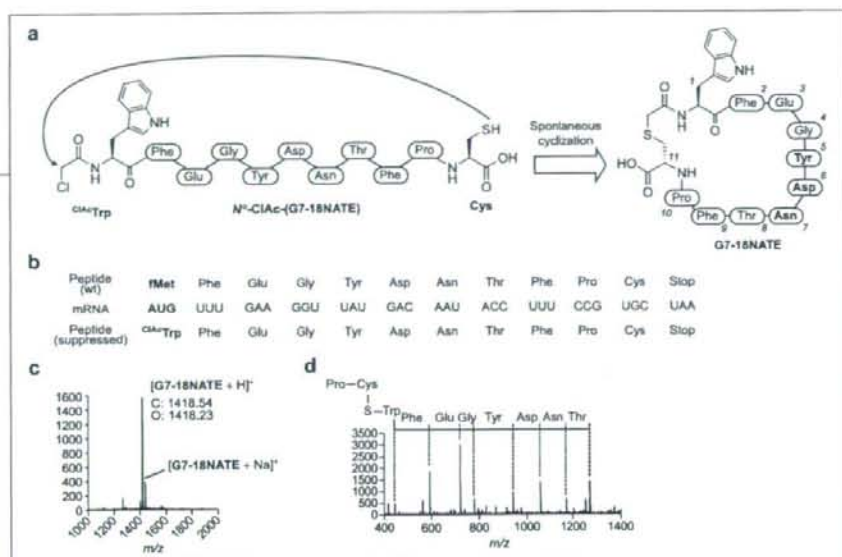 a
NH
Cl
O
N
H
O
Phe
Glu
Gly
Tyr
Asp
Asn
Thr
Phe
Pro
N
H
SH
OH
O
ClAcTrp
Nα-ClAc-(G7-18NATE)
Cys
Spontaneous
cyclization
NH
1
O
N
H
O
S
HO
O
11
NH
Phe
2
Glu
3
Gly
4
Tyr
5
Asp
6
Asn
7
Thr
8
Phe
9
Pro
10
G7-18NATE
b
Peptide (wt) fMet Phe Glu Gly Tyr Asp Asn Thr Phe Pro Cys Stop
mRNA AUG UUU GAA GGU UAU GAC AAU ACC UUU CCG UGC UAA
Peptide (suppressed) ClAcTrp Phe Glu Gly Tyr Asp Asn Thr Phe Pro Cys Stop
c
[G7-18NATE + H]+
C: 1418.54
O: 1418.23
[G7-18NATE + Na]+
1600
1400
1200
1000
800
600
400
200
0
1000 1200 1400 1600 1800 2000
m/z
d
Pro–Cys
S–Trp
Phe Glu Gly Tyr Asp Asn Thr
3500
3000
2500
2000
1500
1000
500
0
400 600 800 1000 1200 1400
m/z